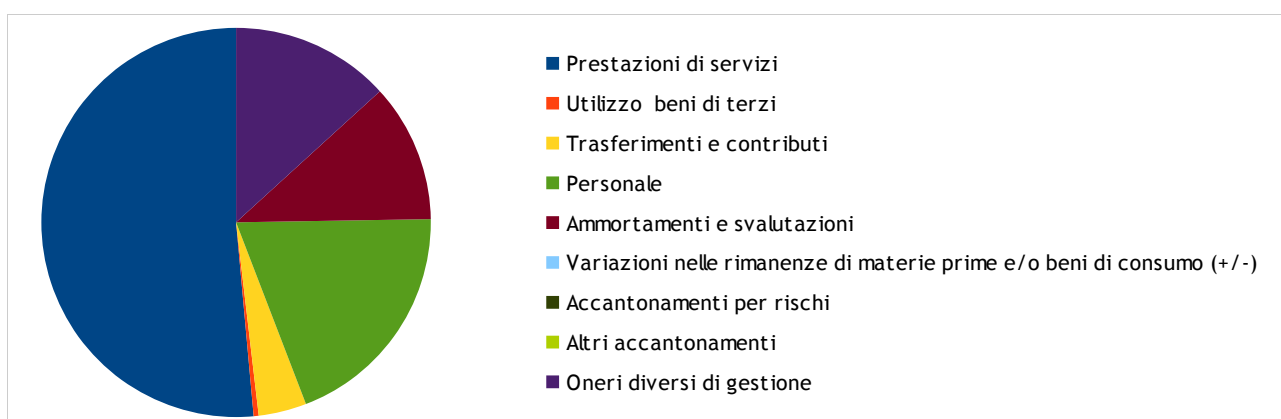 Prestazioni di servizi
Utilizzo beni di terzi
Trasferimenti e contributi
Personale
Ammortamenti e svalutazioni
Variazioni nelle rimanenze di materie prime e/o beni di consumo (+/-)
Accantonamenti per rischi
Altri accantonamenti
Oneri diversi di gestione